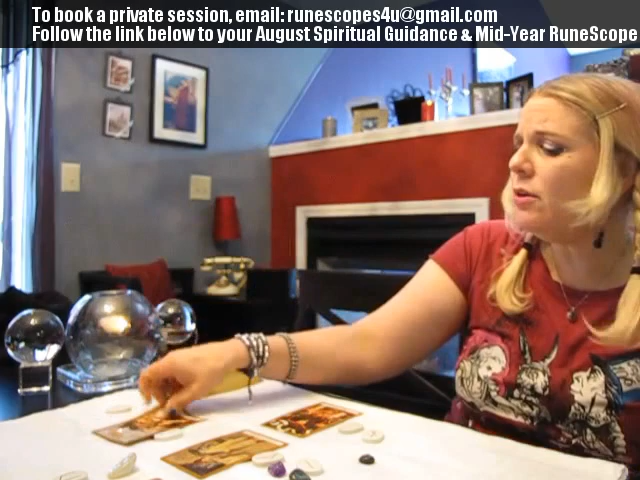 To book a private session, email: runescopes4u@gmail.com
Follow the link below to your August Spiritual Guidance & Mid-Year RuneScope